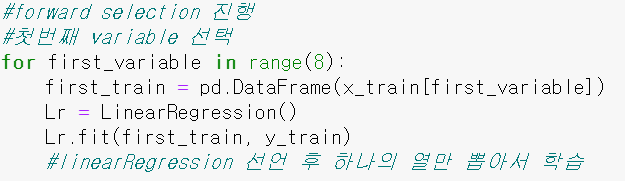 #forward selection 진행
#첫번째 variable 선택
for first_variable in range(8):
    first_train = pd.DataFrame(x_train[first_variable])
    Lr = LinearRegression()
    Lr.fit(first_train, y_train)
    #linearRegression 선언 후 하나의 열만 뽑아서 학습